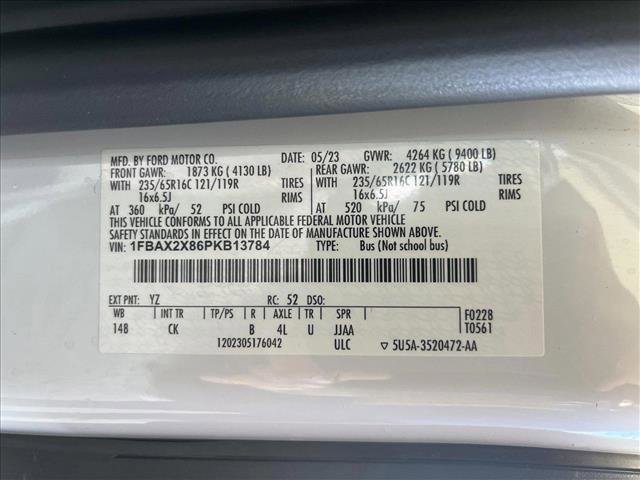 MFD. BY FORD MOTOR CO. DATE: 05/23 GVWR: 4264 KG ( 9400 LB)
FRONT GAWR: 1873 KG ( 4130 LB) REAR GAWR: 2622 KG ( 5780 LB)
WITH 235/65R16C 121/119R TIRES WITH 235/65R16C 121/119R TIRES
16x6.5J RIMS 16x6.5J RIMS
AT 360 kPa/ 52 PSI COLD AT 520 kPa/ 75 PSI COLD
THIS VEHICLE CONFORMS TO ALL APPLICABLE FEDERAL MOTOR VEHICLE
SAFETY STANDARDS IN EFFECT ON THE DATE OF MANUFACTURE SHOWN ABOVE.
VIN: 1FBAX2X86PKB13784 TYPE: Bus (Not school bus)
EXT PNT: YZ RC: 52 DSO:
WB INT TR TP/PS R AXLE TR SPR F0228
148 CK B 4L U JJAA T0561
1202305176042 ULC ▽ 5U5A-3520472-AA